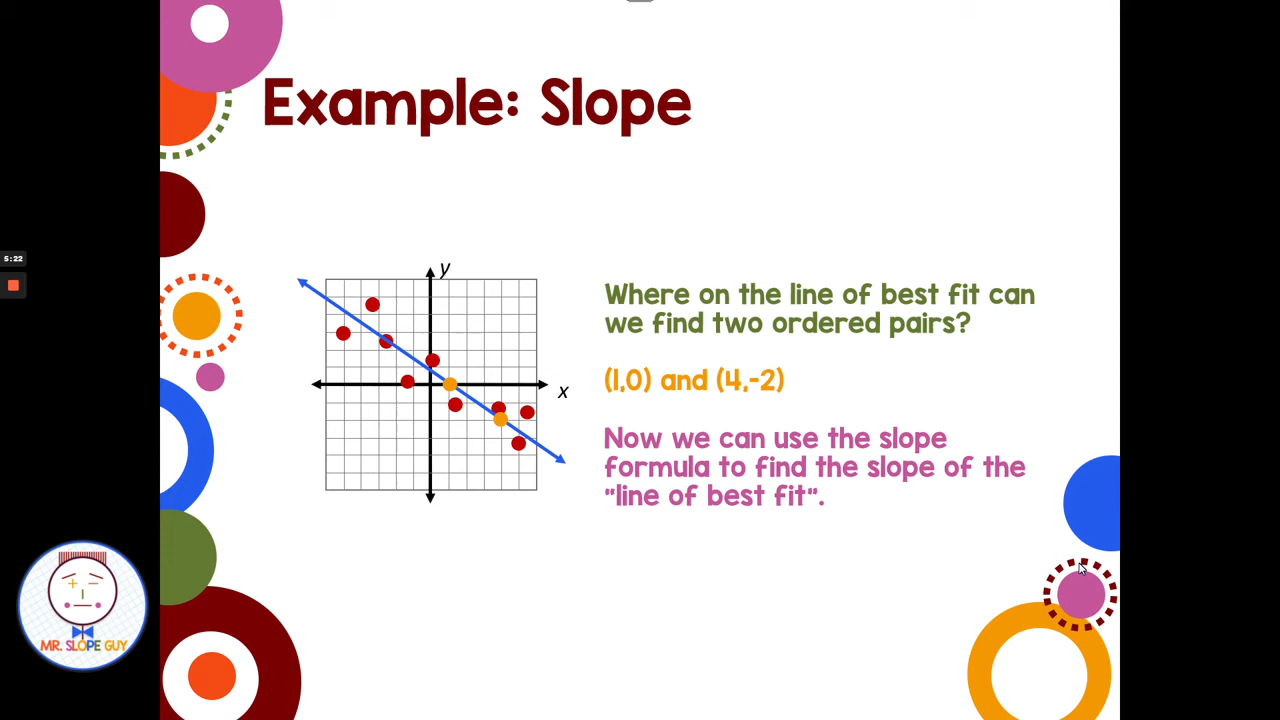 Example: Slope
5:22
y
x
Where on the line of best fit can
we find two ordered pairs?
(1,0) and (4,-2)
Now we can use the slope
formula to find the slope of the
"line of best fit".
MR. SLOPE GUY